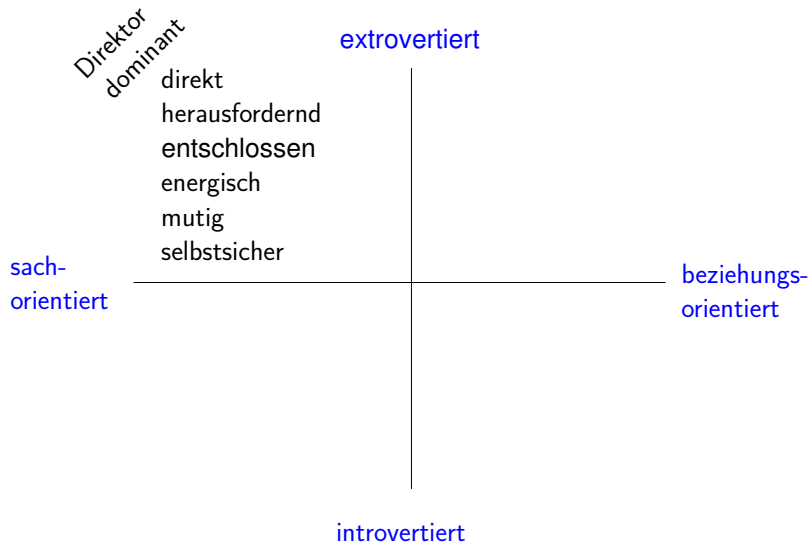 Direktor
dominant
extrovertiert
direkt
herausfordernd
entschlossen
energisch
mutig
selbstsicher
sach-
orientiert
beziehungs-
orientiert
introvertiert